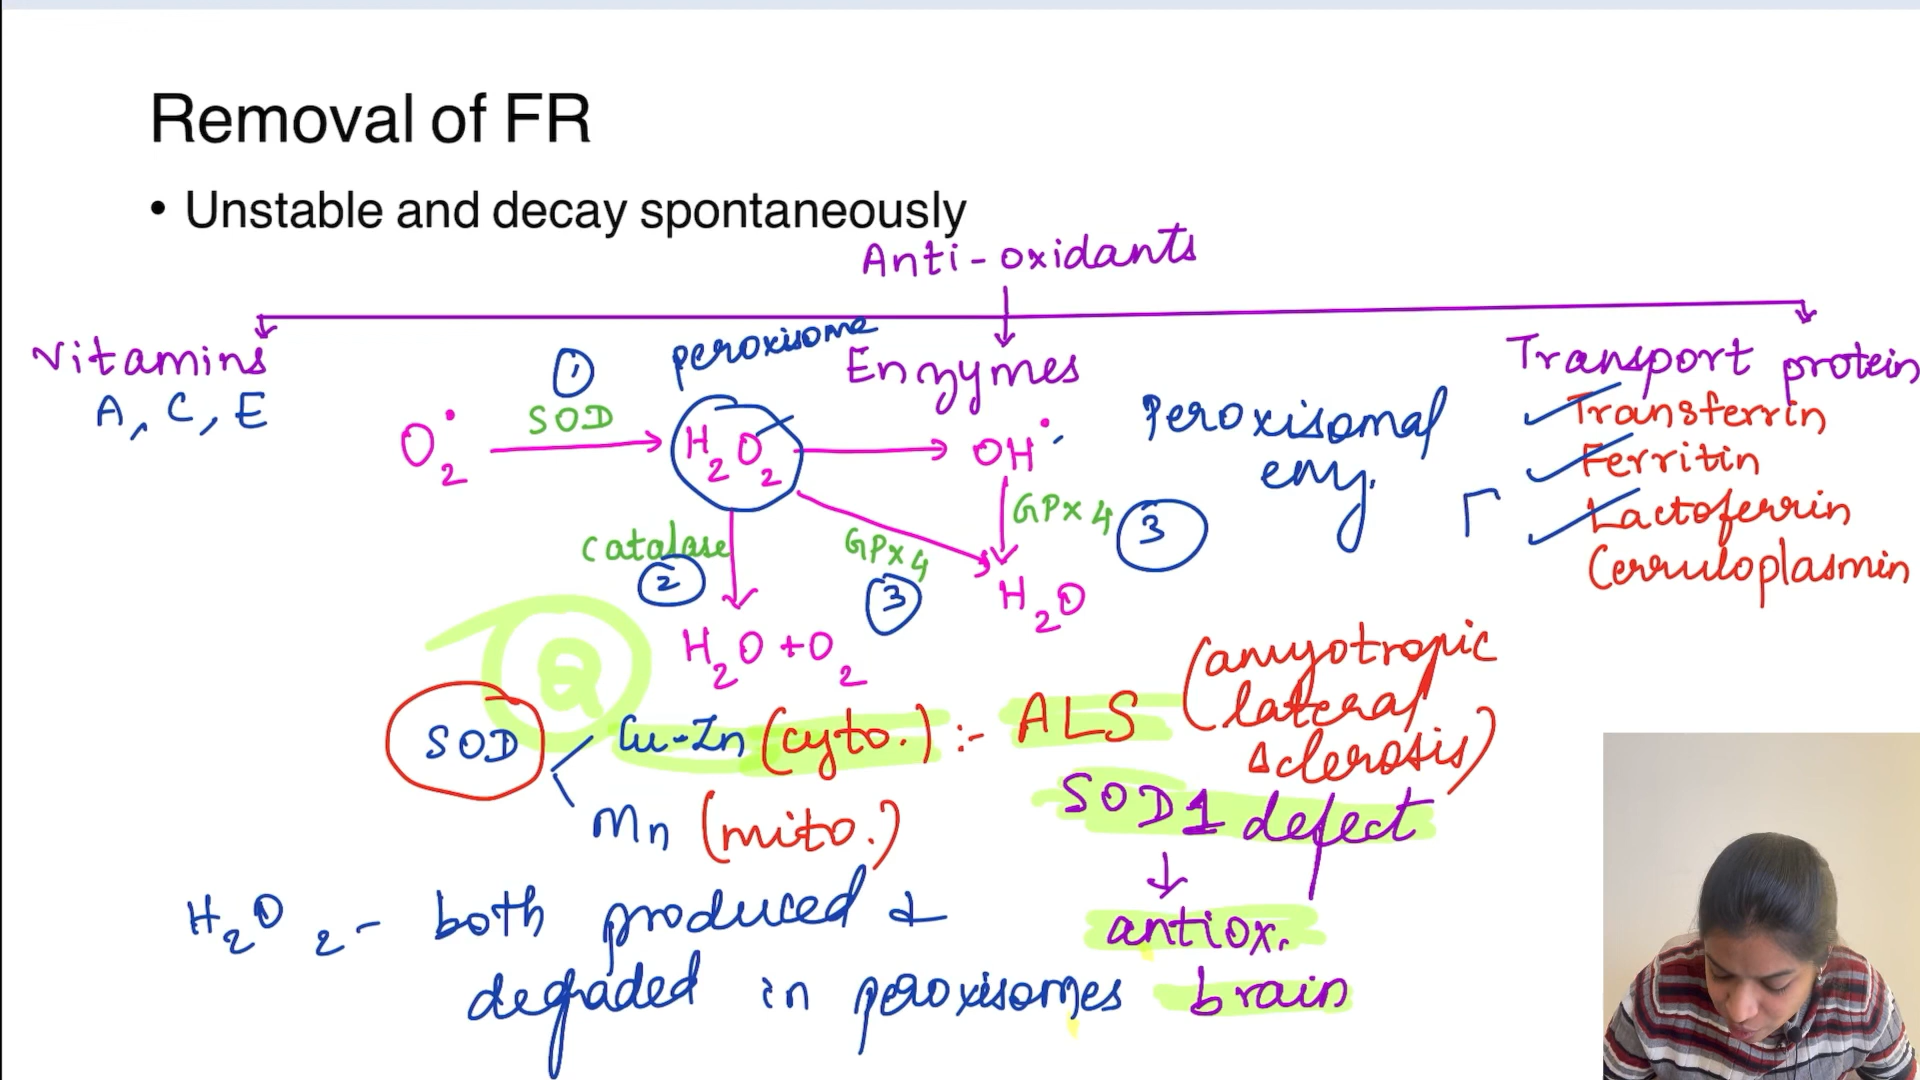 Removal of FR
• Unstable and decay spontaneously
Anti-oxidants
Vitamins
A, C, E
peroxisome
Enzymes
Transport protein
Transferrin
Ferritin
Lactoferrin
Cerruloplasmin
1
SOD
O2•
H2O2
OH•
Peroxisomal
eny.
Catalase
2
GPx4
3
GPx4
3
H2O
H2O + O2
Q
SOD
Cu-Zn (cyto.) :- ALS (amyotropic
lateral
sclerosis)
Mn (mito.)
SOD1 defect
antiox.
brain
H2O2 - both produced &
degraded in peroxisomes